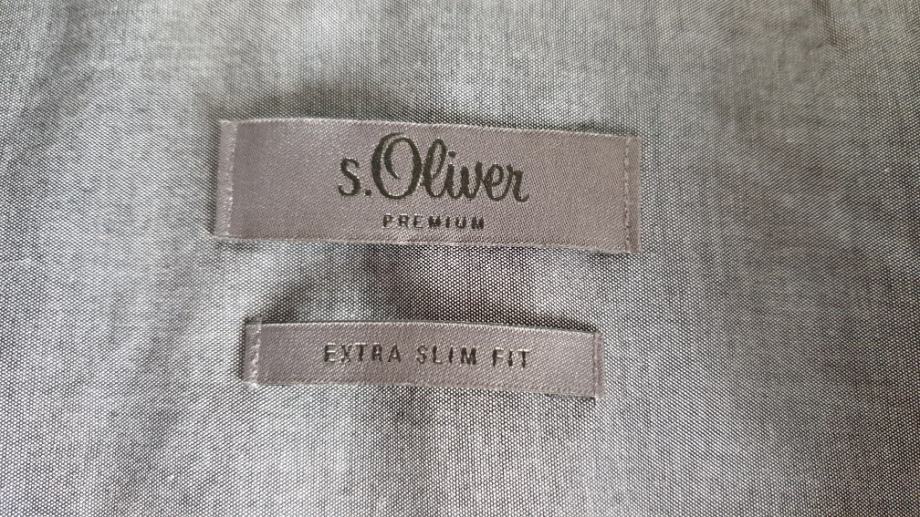 s.Oliver
PREMIUM
EXTRA SLIM FIT